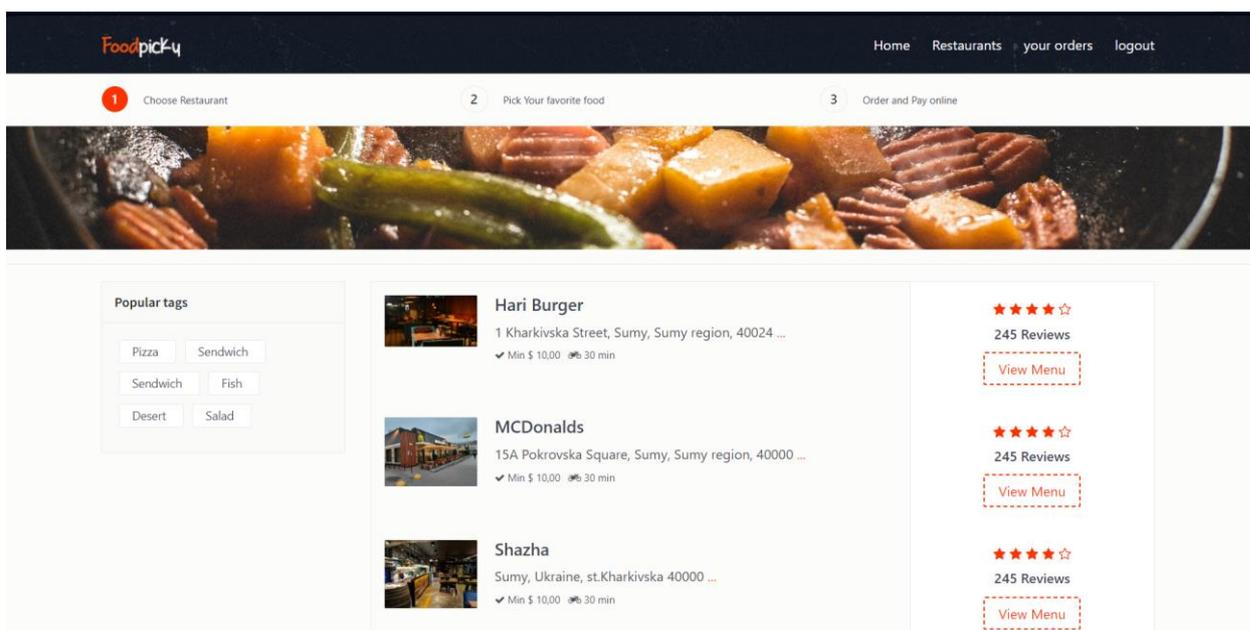 Foodpicky
Home Restaurants your orders logout
1 Choose Restaurant 2 Pick Your favorite food 3 Order and Pay online
Popular tags
Pizza Sendwich
Sendwich Fish
Desert Salad
Hari Burger
1 Kharkivska Street, Sumy, Sumy region, 40024 ...
Min $ 10,00 30 min
245 Reviews
View Menu
MCDonalds
15A Pokrovska Square, Sumy, Sumy region, 40000 ...
Min $ 10,00 30 min
245 Reviews
View Menu
Shazha
Sumy, Ukraine, st.Kharkivska 40000 ...
Min $ 10,00 30 min
245 Reviews
View Menu